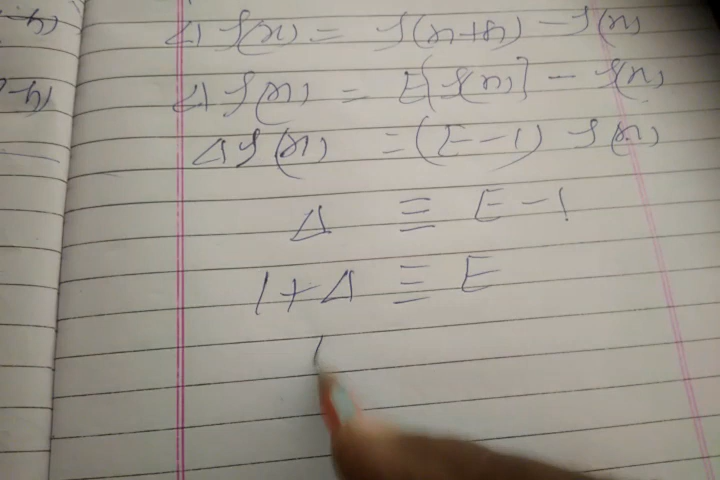 Δ f(x) = f(x+h) - f(x)
Δ f(x) = E[f(x)] - f(x)
Δ f(x) = (E-1) f(x)
Δ ≡ E-1
1+Δ ≡ E